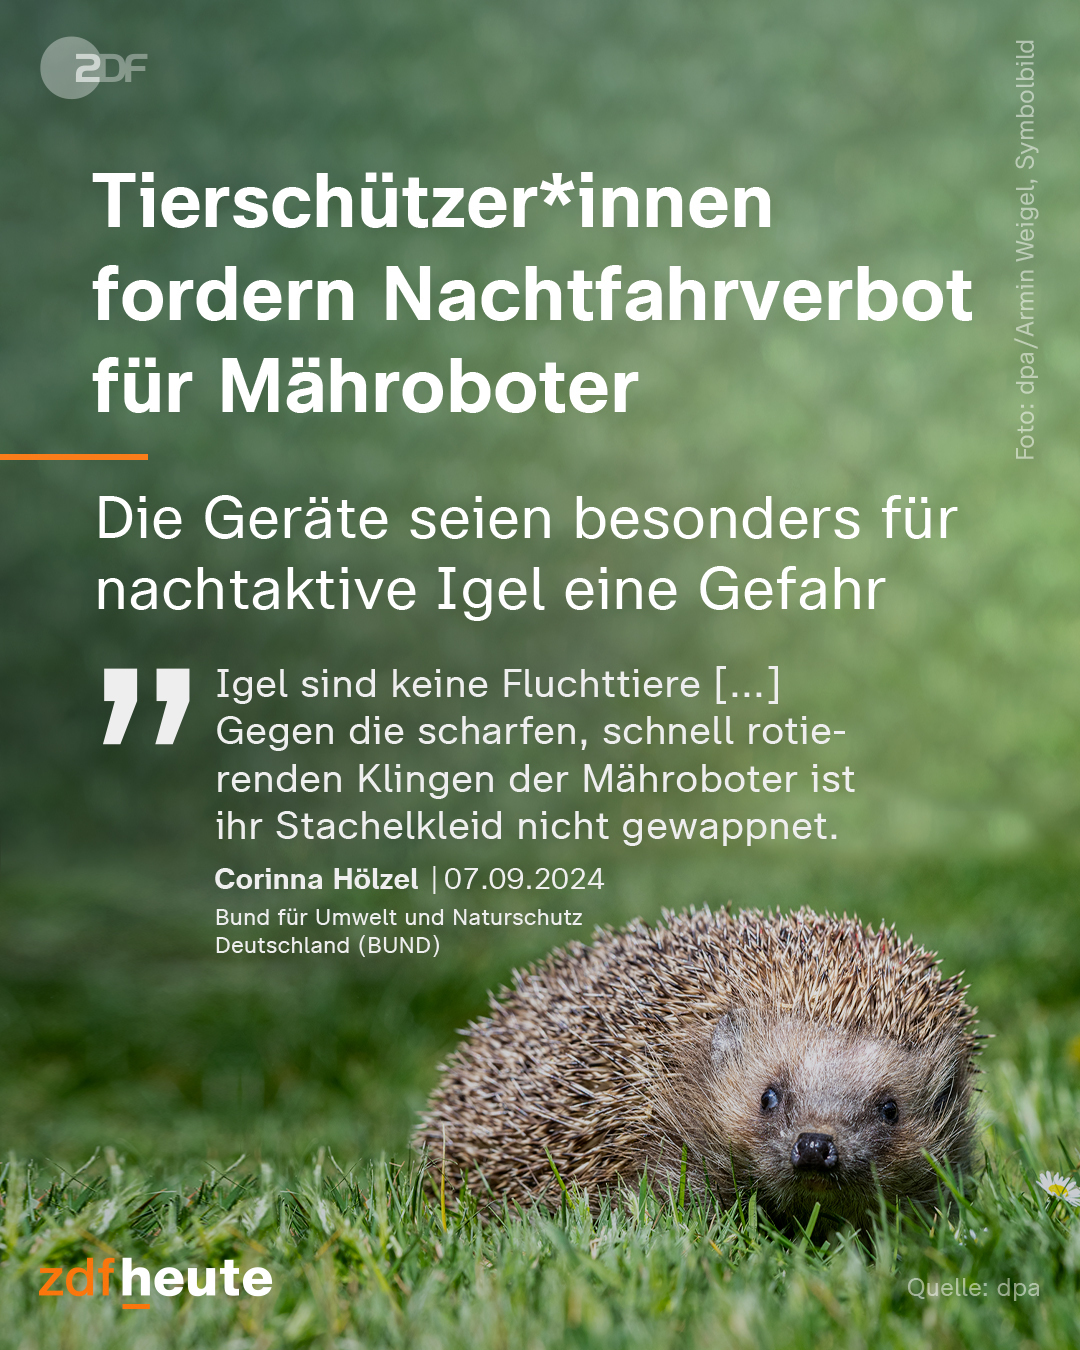 ZDF
Foto: dpa/Armin Weigel, Symbolbild
Tierschützer*innen
fordern Nachtfahrverbot
für Mähroboter
Die Geräte seien besonders für
nachtaktive Igel eine Gefahr
”
Igel sind keine Fluchttiere [...]
Gegen die scharfen, schnell rotie-
renden Klingen der Mähroboter ist
ihr Stachelkleid nicht gewappnet.
Corinna Hölzel | 07.09.2024
Bund für Umwelt und Naturschutz
Deutschland (BUND)
zdfheute
Quelle: dpa